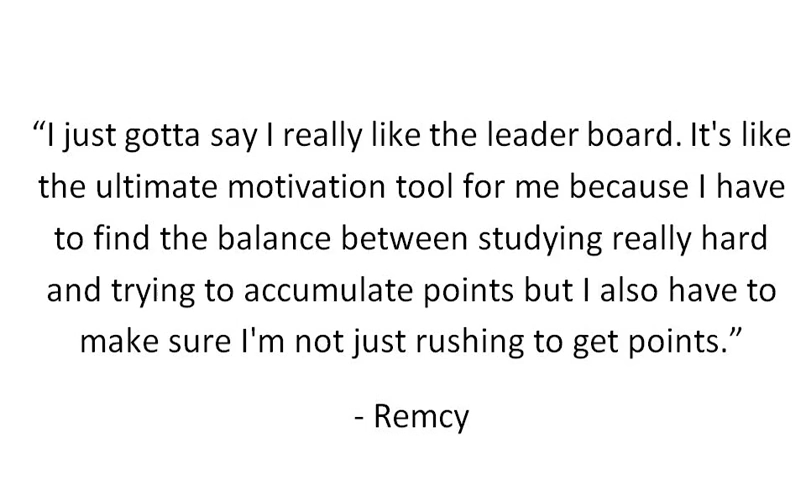 “I just gotta say I really like the leader board. It's like
the ultimate motivation tool for me because I have
to find the balance between studying really hard
and trying to accumulate points but I also have to
make sure I'm not just rushing to get points.”
- Remcy